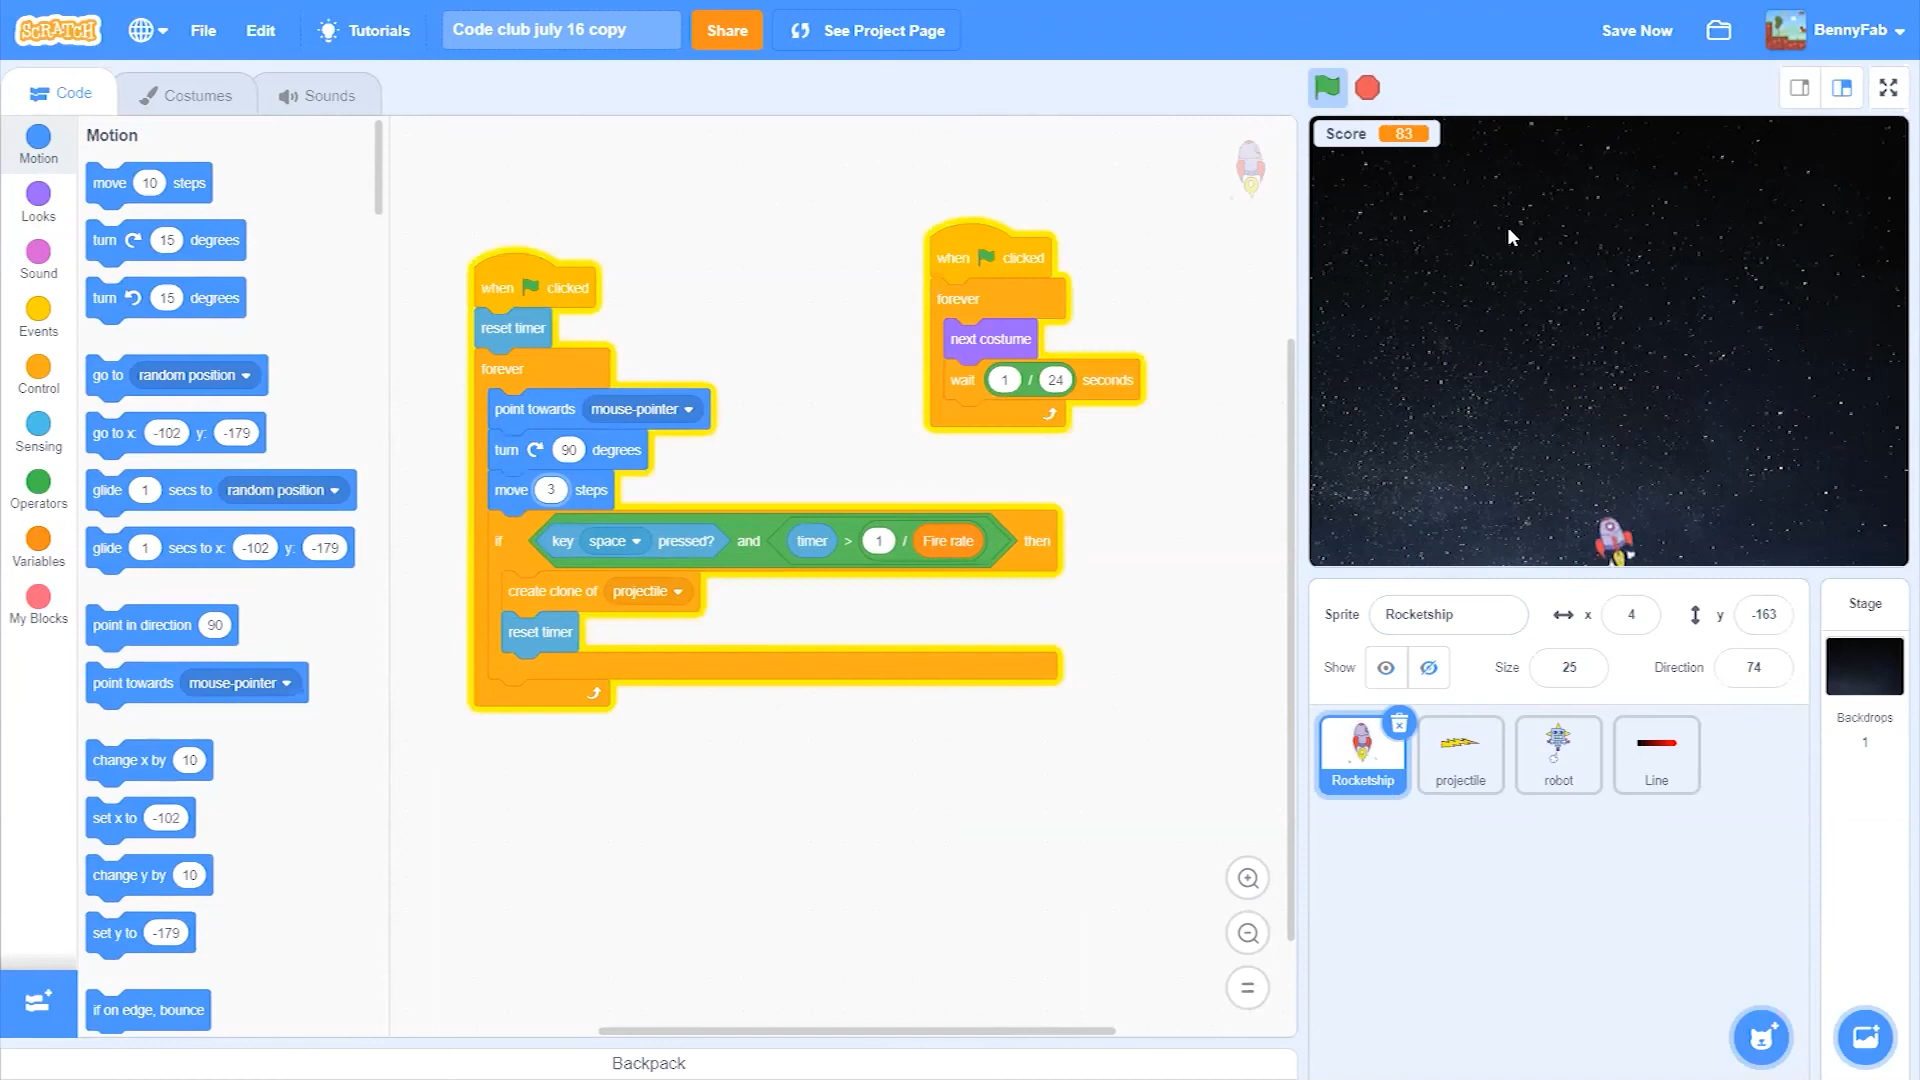 SCRATCH File Edit Tutorials Code club july 16 copy Share See Project Page Save Now BennyFab
Code Costumes Sounds
Motion
Looks
Sound
Events
Control
Sensing
Operators
Variables
My Blocks
Motion
move 10 steps
turn 15 degrees
turn 15 degrees
go to random position
go to x: -102 y: -179
glide 1 secs to random position
glide 1 secs to x: -102 y: -179
point in direction 90
point towards mouse-pointer
change x by 10
set x to -102
change y by 10
set y to -179
if on edge, bounce
when clicked
reset timer
forever
point towards mouse-pointer
turn 90 degrees
move 3 steps
if key space pressed? and timer > 1 / Fire rate then
create clone of projectile
reset timer
when clicked
forever
next costume
wait 1 / 24 seconds
Backpack
Score 83
Sprite Rocketship x 4 y -163
Show Size 25 Direction 74
Rocketship projectile robot Line
Stage
Backdrops
1